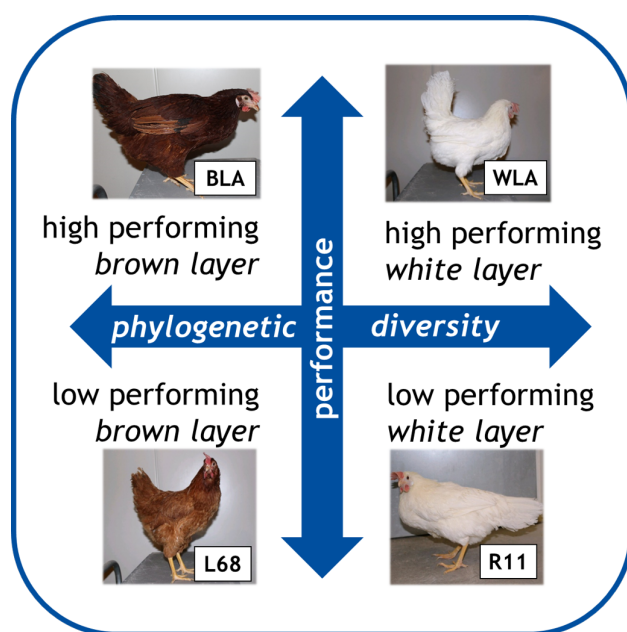 BLA
WLA
high performing
brown layer
high performing
white layer
performance
phylogenetic diversity
low performing
brown layer
low performing
white layer
L68
R11